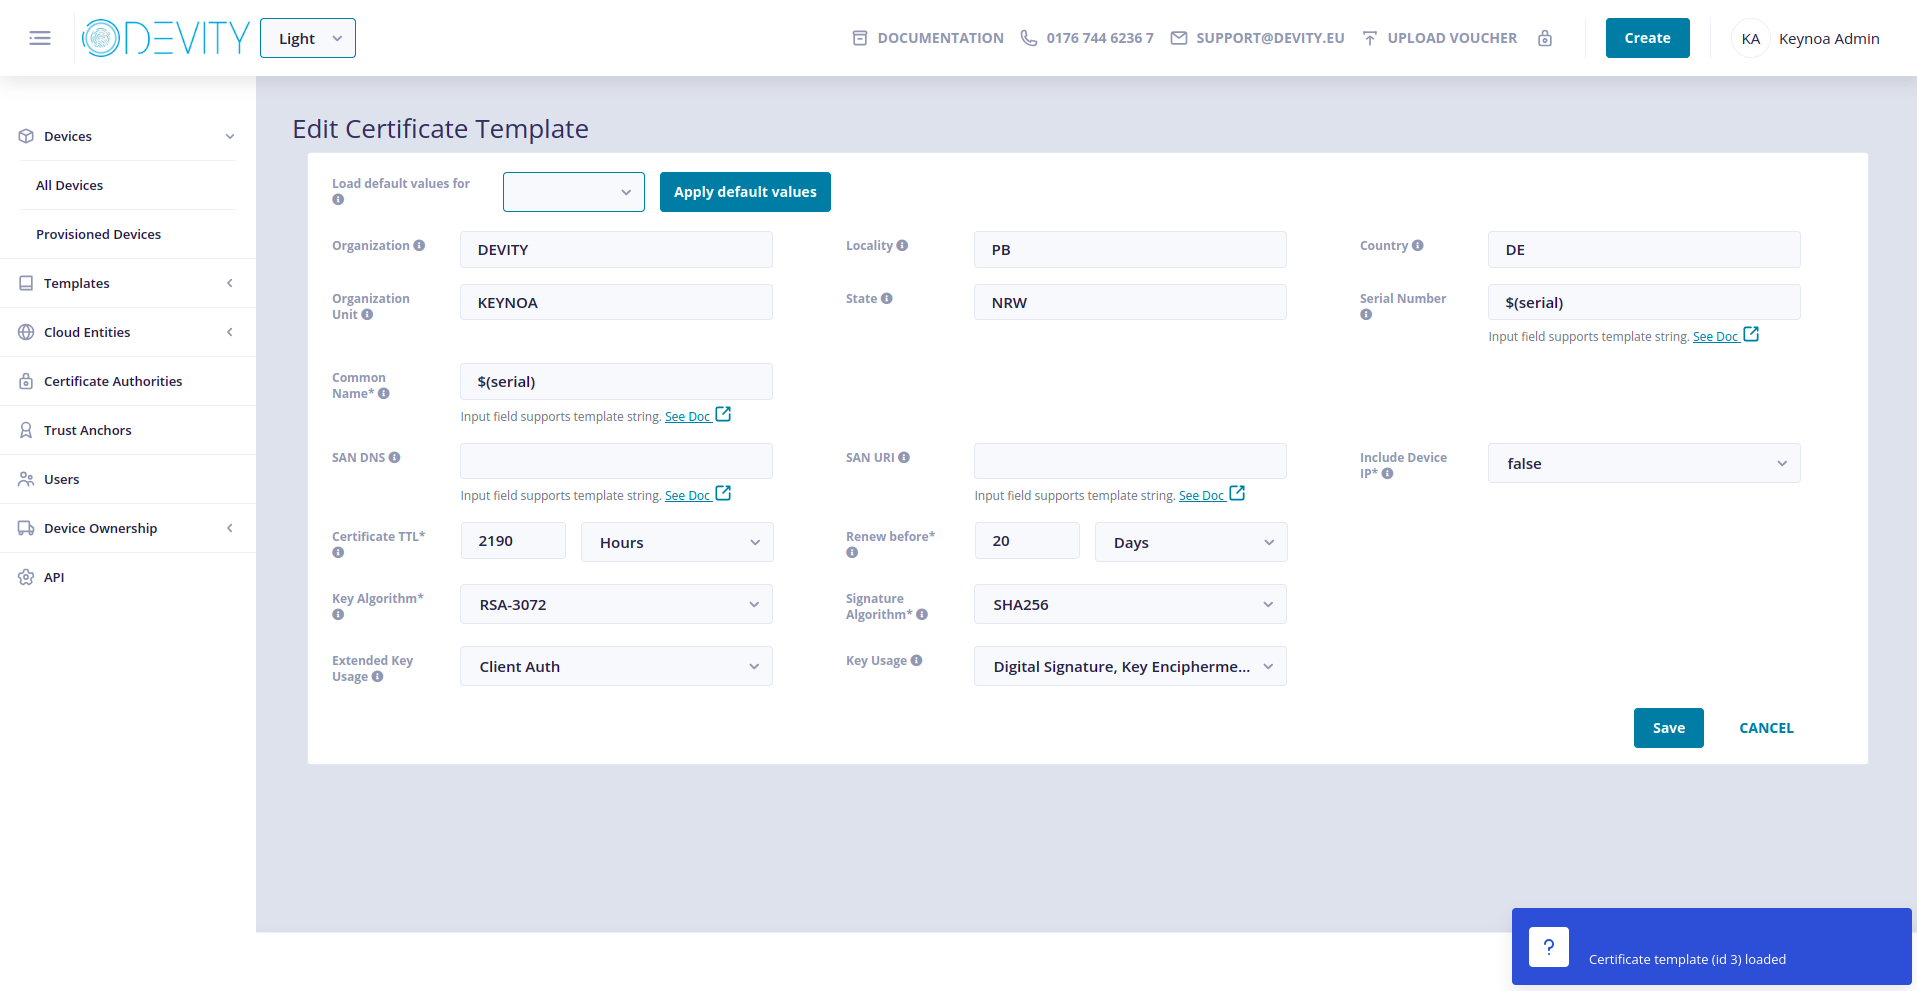 DEVITY
Light
DOCUMENTATION
0176 744 6236 7
SUPPORT@DEVITY.EU
UPLOAD VOUCHER
Create
KA
Keynoa Admin
Devices
All Devices
Provisioned Devices
Templates
Cloud Entities
Certificate Authorities
Trust Anchors
Users
Device Ownership
API
Edit Certificate Template
Load default values for
Apply default values
Organization
DEVITY
Locality
PB
Country
DE
Organization
Unit
KEYNOA
State
NRW
Serial Number
$(serial)
Input field supports template string. See Doc
Common
Name*
$(serial)
Input field supports template string. See Doc
SAN DNS
Input field supports template string. See Doc
SAN URI
Input field supports template string. See Doc
Include Device
IP*
false
Certificate TTL*
2190
Hours
Renew before*
20
Days
Key Algorithm*
RSA-3072
Signature
Algorithm*
SHA256
Extended Key
Usage
Client Auth
Key Usage
Digital Signature, Key Encipherme...
Save
CANCEL
?
Certificate template (id 3) loaded